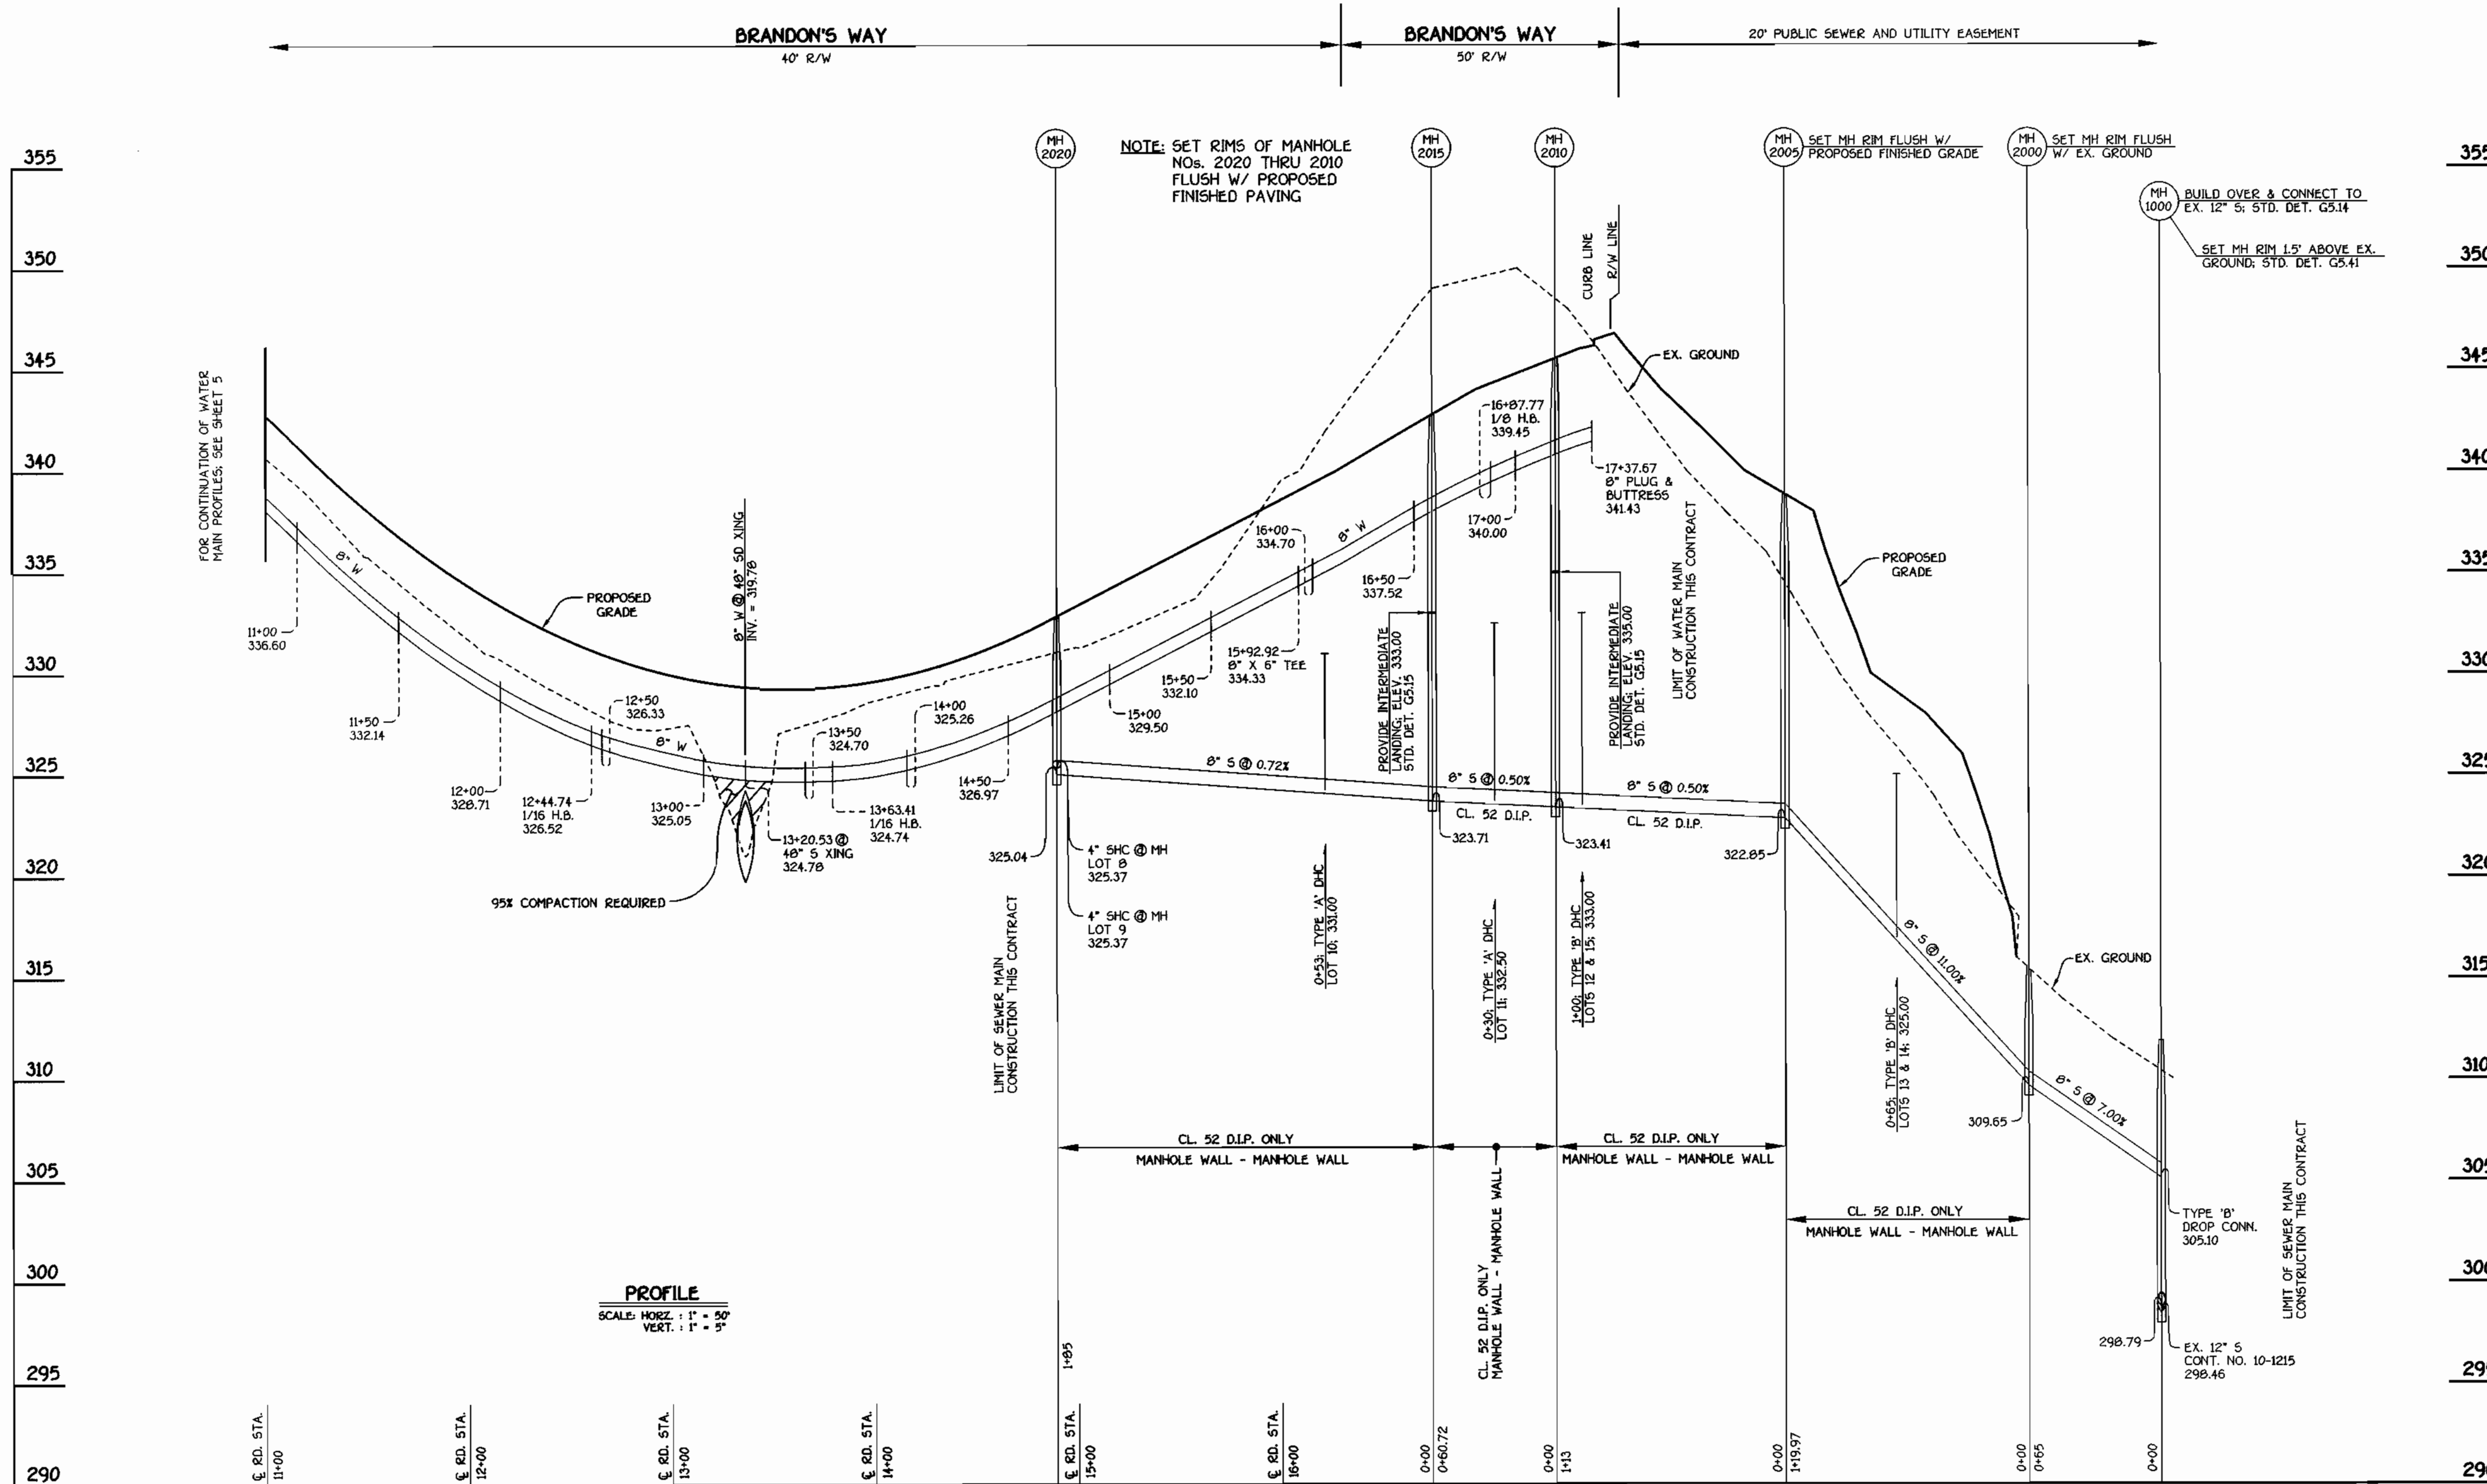 BRANDON'S WAY
40' R/W
BRANDON'S WAY
50' R/W
20' PUBLIC SEWER AND UTILITY EASEMENT
MH
2020
NOTE: SET RIMS OF MANHOLE
NOs. 2020 THRU 2010
FLUSH W/ PROPOSED
FINISHED PAVING
MH
2015
MH
2010
MH
2005
SET MH RIM FLUSH W/
PROPOSED FINISHED GRADE
MH
2000
SET MH RIM FLUSH
W/ EX. GROUND
MH
1000
BUILD OVER & CONNECT TO
EX. 12" S; STD. DET. G5.14
SET MH RIM 1.5' ABOVE EX.
GROUND; STD. DET. G5.41
355
350
345
340
335
330
325
320
315
310
305
300
295
290
FOR CONTINUATION OF WATER
MAIN PROFILES; SEE SHEET 5
8" W
11+00
336.60
11+50
332.14
PROPOSED
GRADE
12+00
328.71
12+44.74
1/16 H.B.
326.52
12+50
326.33
8" W
13+00
325.05
8" W @ 48" SD XING
INV. = 319.78
95% COMPACTION REQUIRED
13+20.53 @
48" S XING
324.78
13+50
324.70
13+63.41
1/16 H.B.
324.74
14+00
325.26
14+50
326.97
15+00
329.50
15+50
332.10
15+92.92
8" X 6" TEE
334.33
16+00
334.70
8" W
16+50
337.52
16+87.77
1/8 H.B.
339.45
17+00
340.00
17+37.67
8" PLUG &
BUTTRESS
341.43
CURB LINE
R/W LINE
EX. GROUND
PROPOSED
GRADE
LIMIT OF WATER MAIN
CONSTRUCTION THIS CONTRACT
PROVIDE INTERMEDIATE
LANDING; ELEV. 333.00
STD. DET. G5.15
PROVIDE INTERMEDIATE
LANDING; ELEV. 335.00
STD. DET. G5.15
8" S @ 0.72%
8" S @ 0.50%
CL. 52 D.I.P.
8" S @ 0.50%
CL. 52 D.I.P.
325.04
4" SHC @ MH
LOT 8
325.37
4" SHC @ MH
LOT 9
325.37
323.71
323.41
322.85
LIMIT OF SEWER MAIN
CONSTRUCTION THIS CONTRACT
0+53; TYPE 'A' DHC
LOT 10; 331.00
0+30; TYPE 'A' DHC
LOT 11; 332.50
1+00; TYPE 'B' DHC
LOTS 12 & 15; 333.00
0+65; TYPE 'B' DHC
LOTS 13 & 14; 325.00
8" S @ 11.00%
EX. GROUND
309.65
8" S @ 7.00%
CL. 52 D.I.P. ONLY
MANHOLE WALL - MANHOLE WALL
CL. 52 D.I.P. ONLY
MANHOLE WALL - MANHOLE WALL
CL. 52 D.I.P. ONLY
MANHOLE WALL - MANHOLE WALL
CL. 52 D.I.P. ONLY
MANHOLE WALL - MANHOLE WALL
TYPE 'B'
DROP CONN.
305.10
LIMIT OF SEWER MAIN
CONSTRUCTION THIS CONTRACT
298.79
EX. 12" S
CONT. NO. 10-1215
298.46
PROFILE
SCALE: HORZ. : 1" = 50'
VERT. : 1" = 5'
℄ RD. STA.
11+00
℄ RD. STA.
12+00
℄ RD. STA.
13+00
℄ RD. STA.
14+00
1+85
℄ RD. STA.
15+00
℄ RD. STA.
16+00
0+00
0+60.72
0+00
1+13
0+00
1+19.97
0+00
0+65
0+00